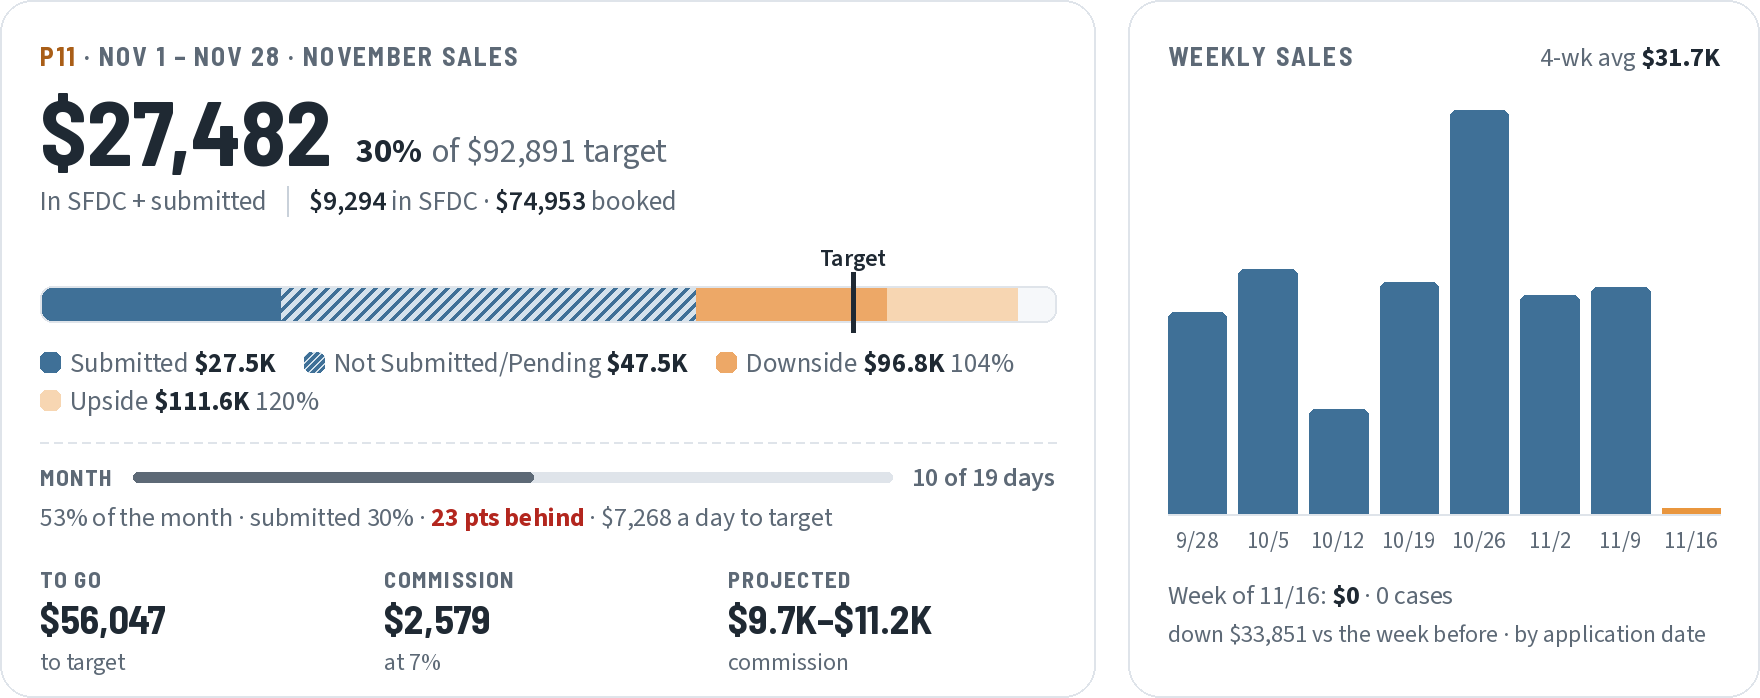 P11 · NOV 1 – NOV 28 · NOVEMBER SALES
$27,482 30% of $92,891 target
In SFDC + submitted $9,294 in SFDC · $74,953 booked
Target
Submitted $27.5K Not Submitted/Pending $47.5K Downside $96.8K 104%
Upside $111.6K 120%
MONTH 10 of 19 days
53% of the month · submitted 30% · 23 pts behind · $7,268 a day to target
TO GO COMMISSION PROJECTED
$56,047 $2,579 $9.7K–$11.2K
to target at 7% commission
WEEKLY SALES 4-wk avg $31.7K
9/28 10/5 10/12 10/19 10/26 11/2 11/9 11/16
Week of 11/16: $0 · 0 cases
down $33,851 vs the week before · by application date